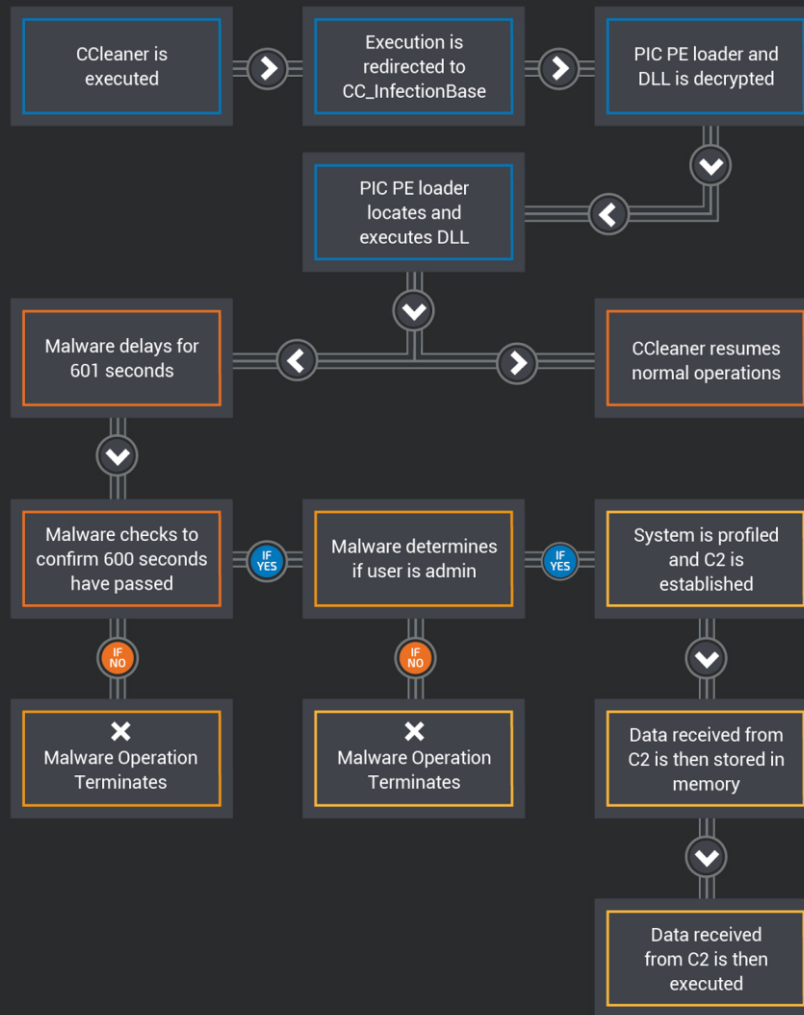 CCleaner is
executed
Execution is
redirected to
CC_InfectionBase
PIC PE loader and
DLL is decrypted
PIC PE loader
locates and
executes DLL
Malware delays for
601 seconds
CCleaner resumes
normal operations
Malware checks to
confirm 600 seconds
have passed
IF
YES
Malware determines
if user is admin
IF
YES
System is profiled
and C2 is
established
IF
NO
IF
NO
Malware Operation
Terminates
Malware Operation
Terminates
Data received from
C2 is then stored in
memory
Data received
from C2 is then
executed